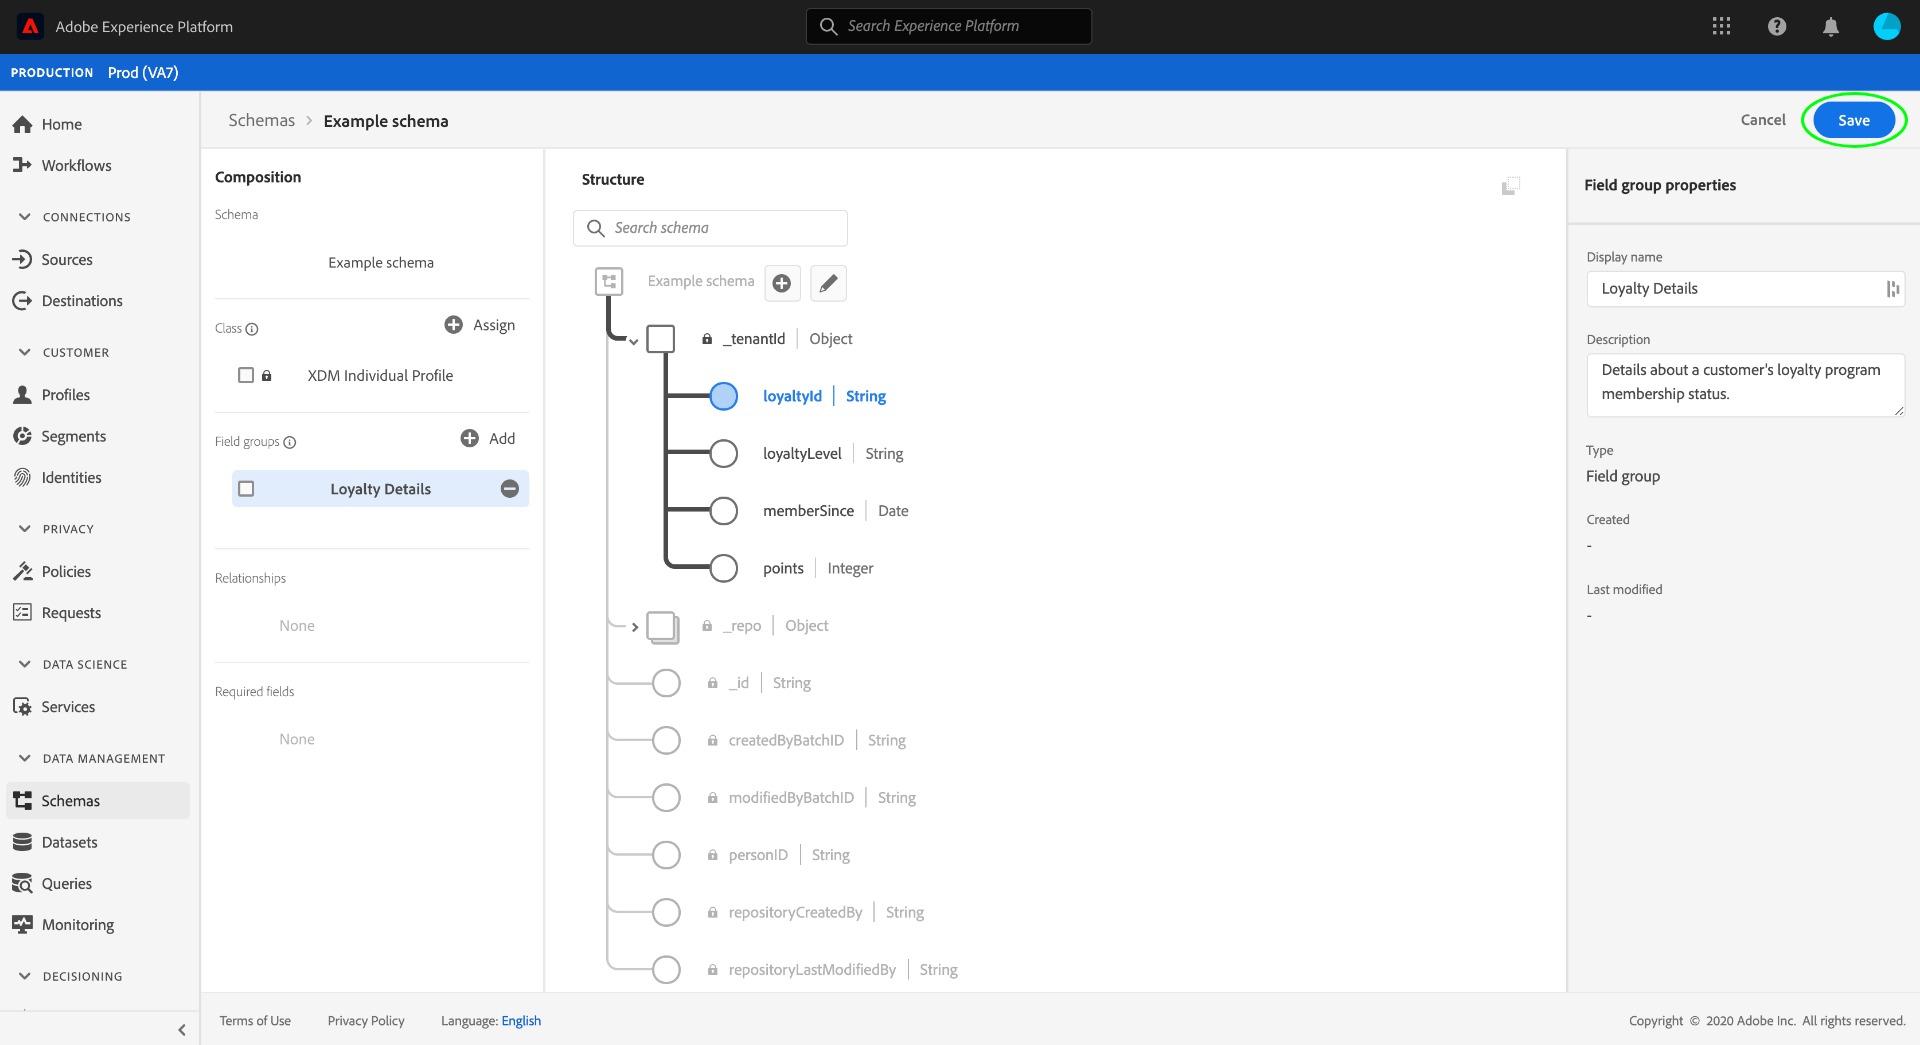 Adobe Experience Platform
Search Experience Platform
PRODUCTION Prod (VA7)
Home
Workflows
CONNECTIONS
Sources
Destinations
CUSTOMER
Profiles
Segments
Identities
PRIVACY
Policies
Requests
DATA SCIENCE
Services
DATA MANAGEMENT
Schemas
Datasets
Queries
Monitoring
DECISIONING
Schemas > Example schema
Cancel
Save
Composition
Schema
Example schema
Class
Assign
XDM Individual Profile
Field groups
Add
Loyalty Details
Relationships
None
Required fields
None
Structure
Search schema
Example schema
_tenantId | Object
loyaltyId | String
loyaltyLevel | String
memberSince | Date
points | Integer
_repo | Object
_id | String
createdByBatchID | String
modifiedByBatchID | String
personID | String
repositoryCreatedBy | String
repositoryLastModifiedBy | String
Field group properties
Display name
Loyalty Details
Description
Details about a customer's loyalty program
membership status.
Type
Field group
Created
-
Last modified
-
Terms of Use
Privacy Policy
Language: English
Copyright © 2020 Adobe Inc. All rights reserved.